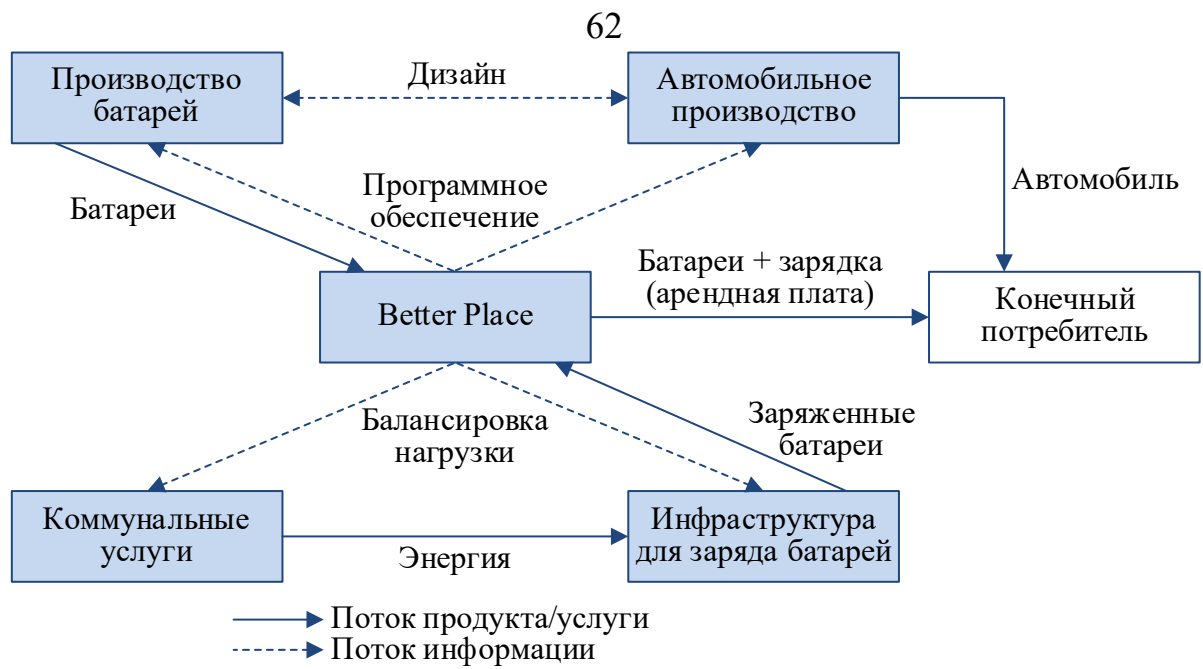 62
Производство
батарей
Дизайн
Автомобильное
производство
Батареи
Программное
обеспечение
Автомобиль
Better Place
Батареи + зарядка
(арендная плата)
Конечный
потребитель
Балансировка
нагрузки
Заряженные
батареи
Коммунальные
услуги
Энергия
Инфраструктура
для заряда батарей
Поток продукта/услуги
Поток информации